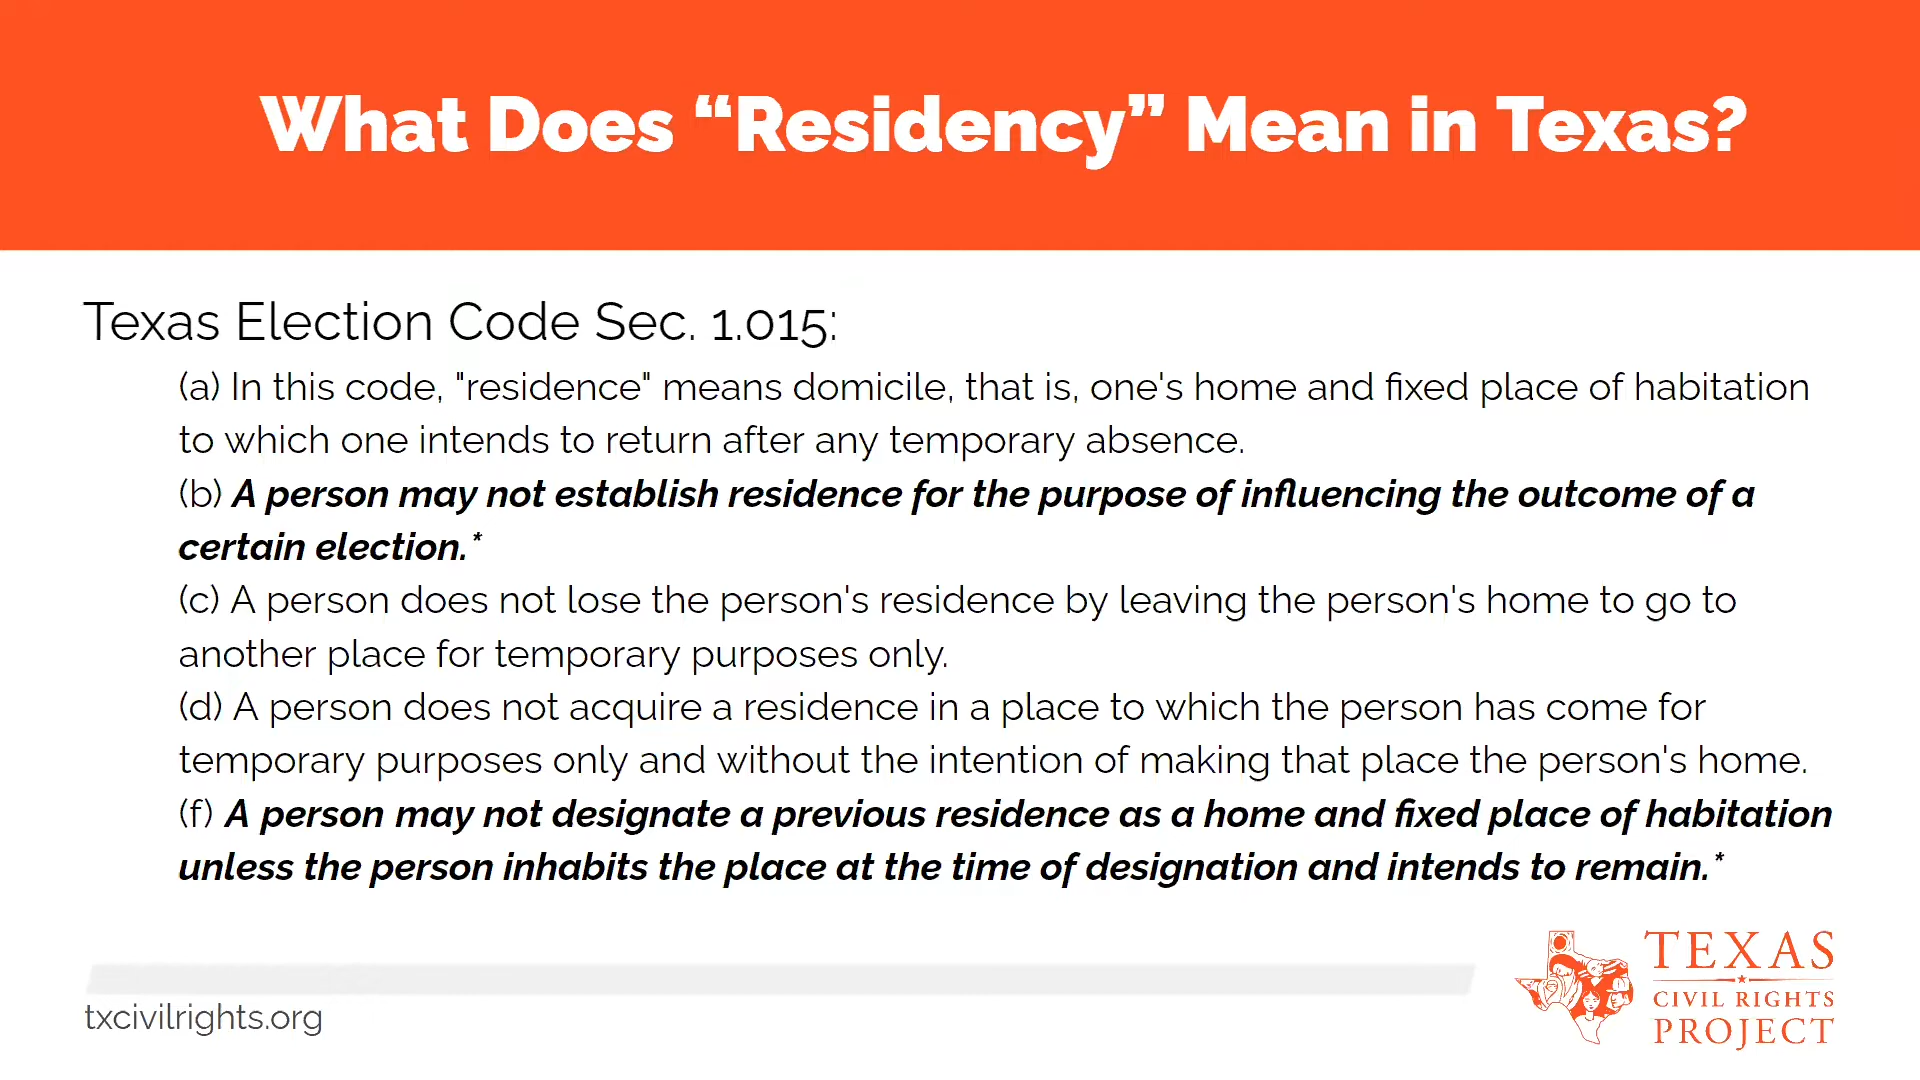 What Does “Residency” Mean in Texas?
Texas Election Code Sec. 1.015:
(a) In this code, "residence" means domicile, that is, one's home and fixed place of habitation
to which one intends to return after any temporary absence.
(b) A person may not establish residence for the purpose of influencing the outcome of a
certain election.*
(c) A person does not lose the person's residence by leaving the person's home to go to
another place for temporary purposes only.
(d) A person does not acquire a residence in a place to which the person has come for
temporary purposes only and without the intention of making that place the person's home.
(f) A person may not designate a previous residence as a home and fixed place of habitation
unless the person inhabits the place at the time of designation and intends to remain.*
txcivilrights.org
TEXAS
CIVIL RIGHTS
PROJECT